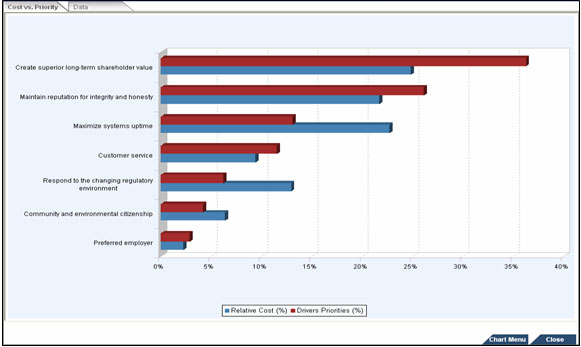 Cost vs. Priority
Data
Create superior long-term shareholder value
Maintain reputation for integrity and honesty
Maximize systems uptime
Customer service
Respond to the changing regulatory
environment
Community and environmental citizenship
Preferred employer
0% 5% 10% 15% 20% 25% 30% 35% 40%
Relative Cost (%) Drivers Priorities (%)
Chart Menu Close